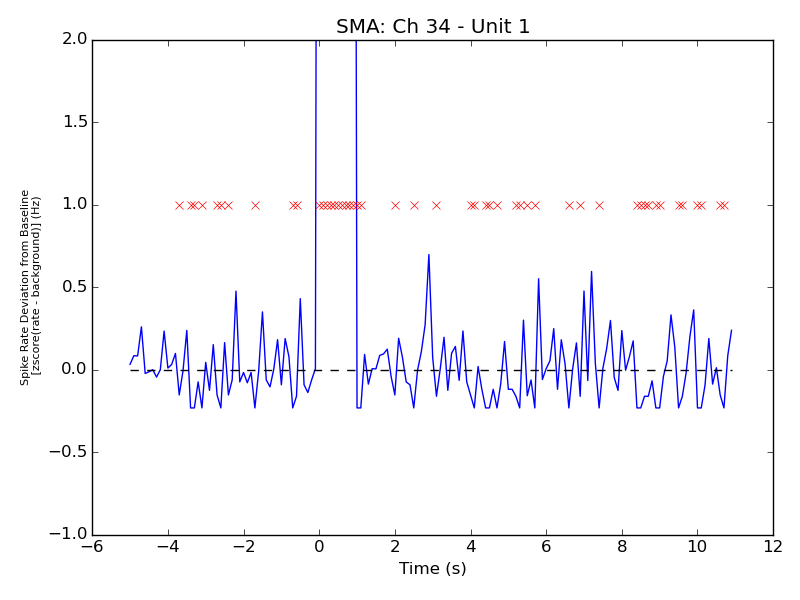 SMA: Ch 34 - Unit 1
2.0
1.5
1.0
0.5
0.0
−0.5
−1.0
Spike Rate Deviation from Baseline
[zscore(rate - background)] (Hz)
−6 −4 −2 0 2 4 6 8 10 12
Time (s)